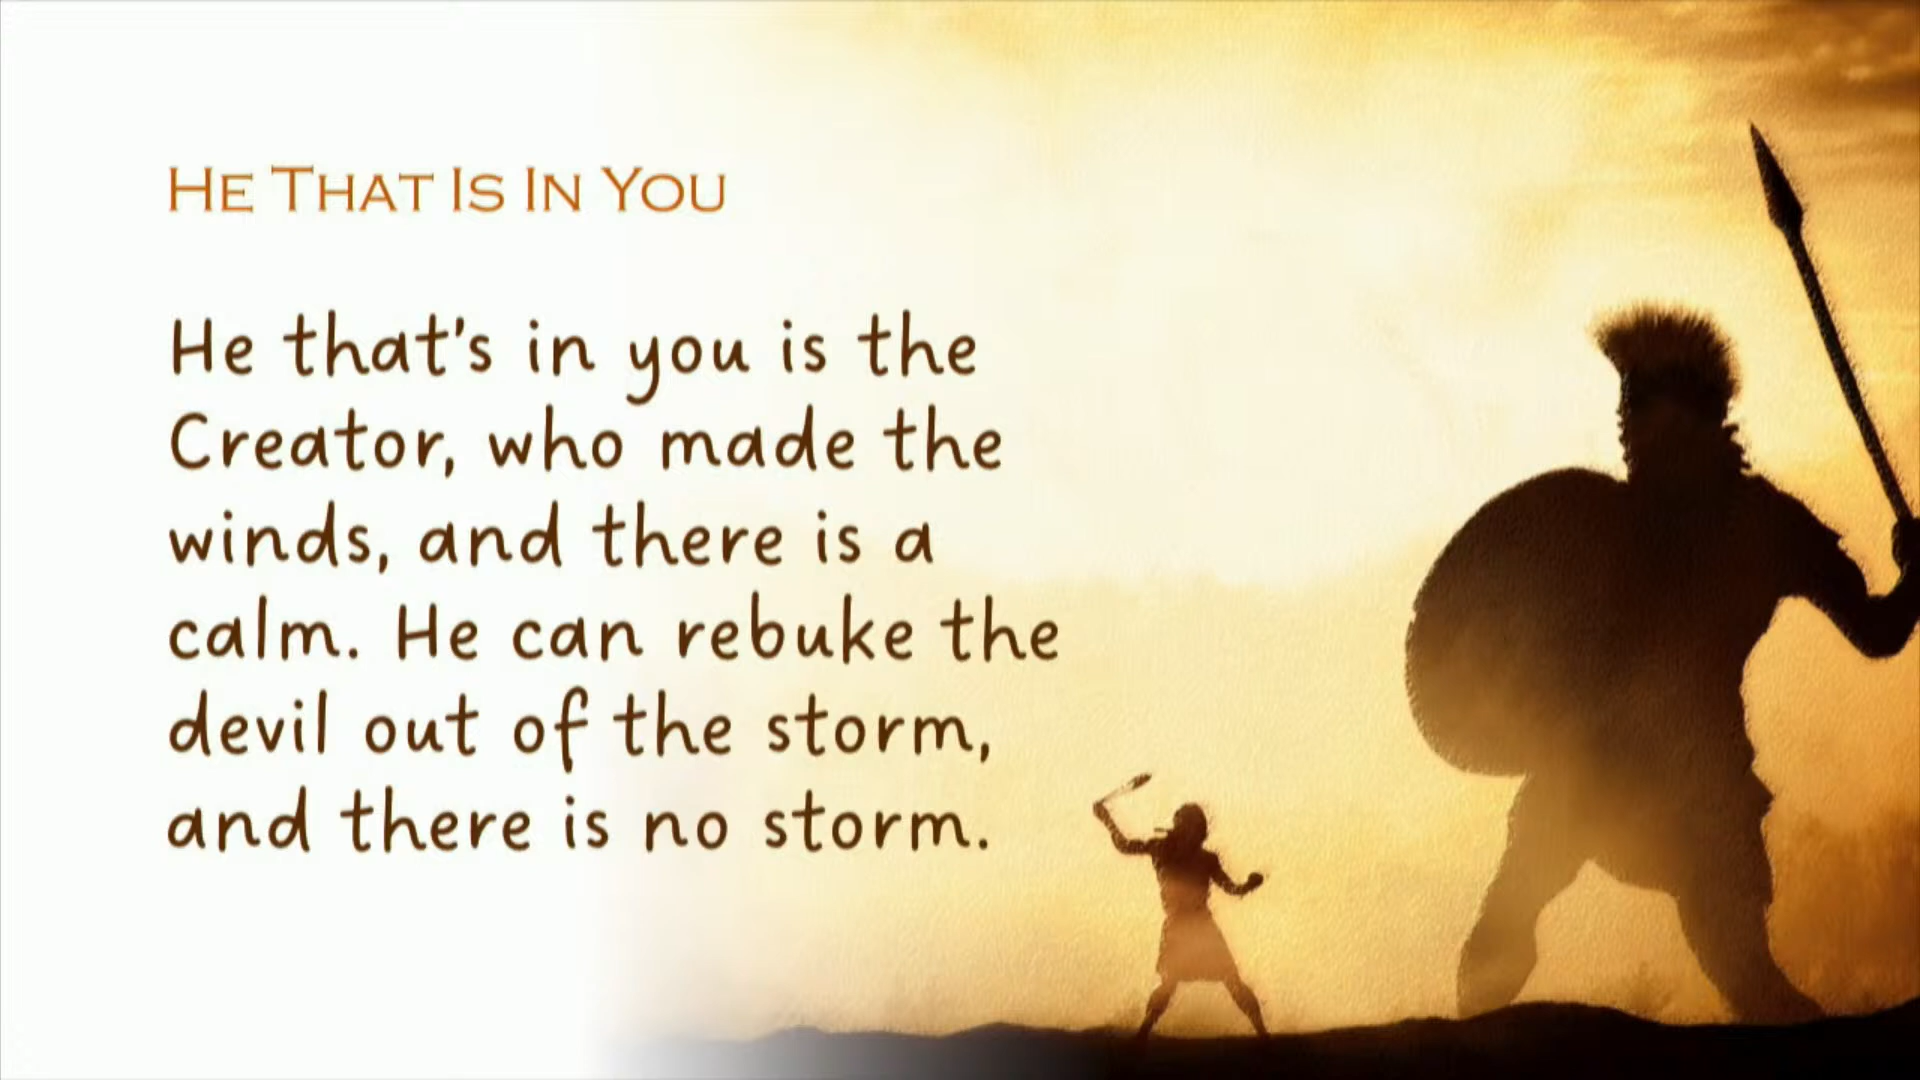 He That Is In You
He that's in you is the
Creator, who made the
winds, and there is a
calm. He can rebuke the
devil out of the storm,
and there is no storm.